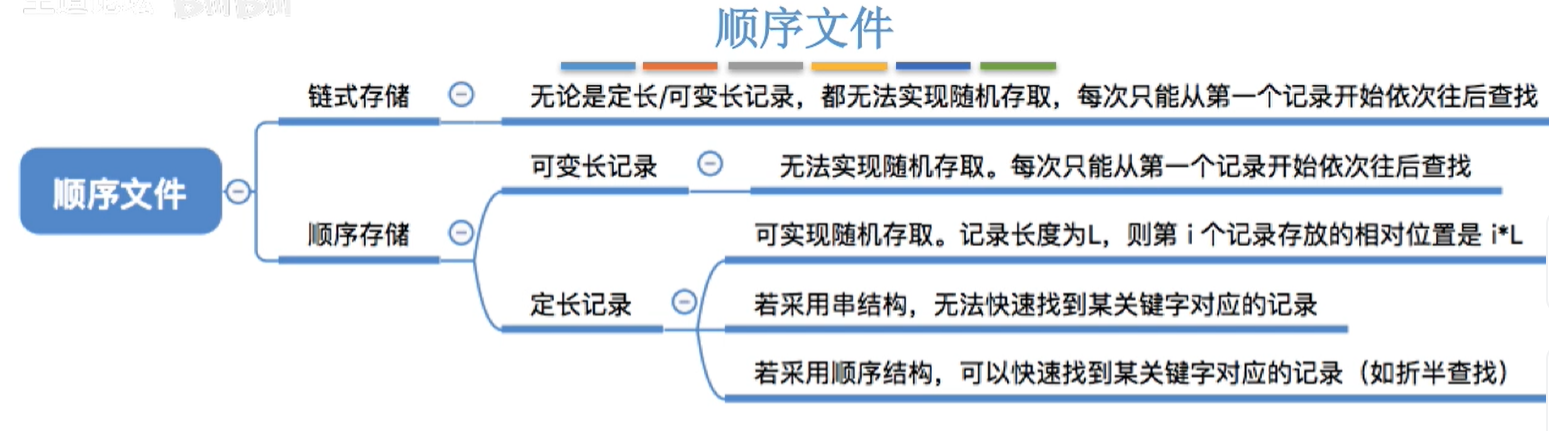 顺序文件
链式存储
无论是定长/可变长记录，都无法实现随机存取，每次只能从第一个记录开始依次往后查找
顺序文件
顺序存储
可变长记录
无法实现随机存取。每次只能从第一个记录开始依次往后查找
定长记录
可实现随机存取。记录长度为L，则第 i 个记录存放的相对位置是 i*L
若采用串结构，无法快速找到某关键字对应的记录
若采用顺序结构，可以快速找到某关键字对应的记录（如折半查找）